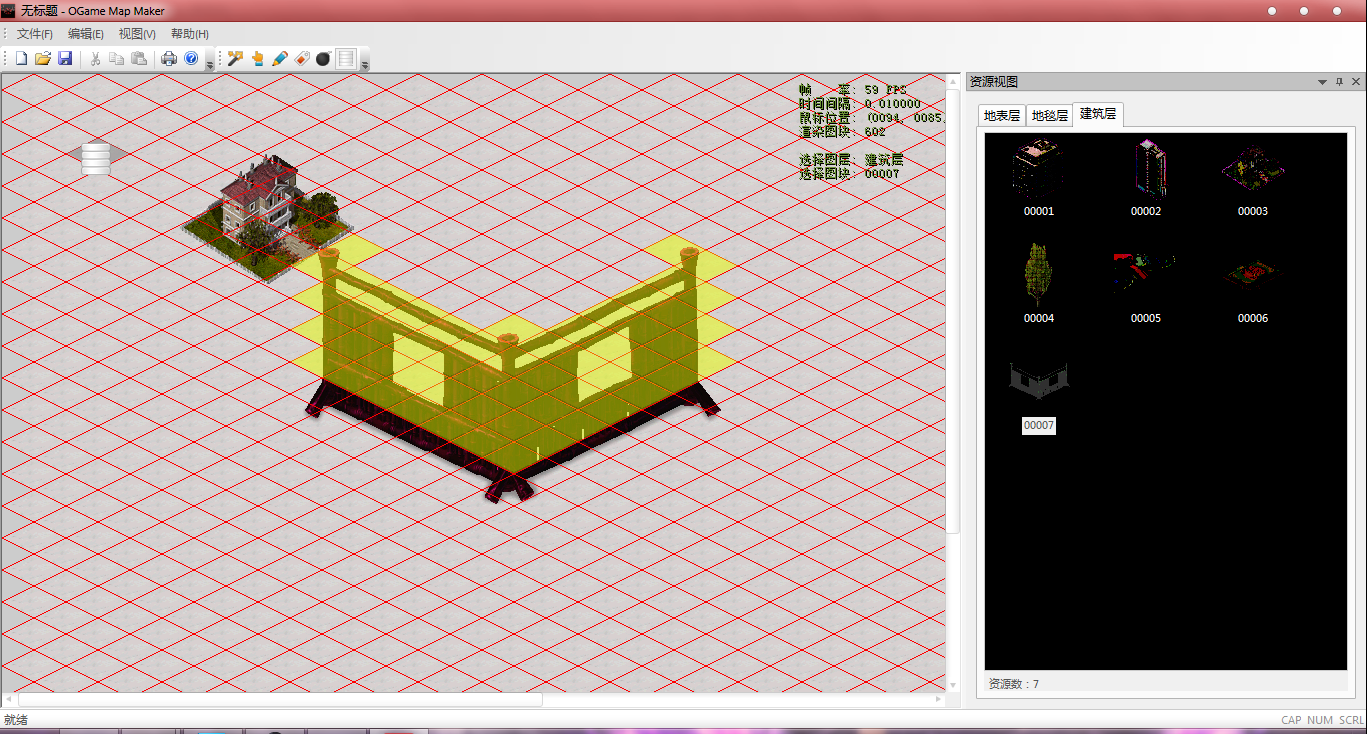 无标题 - OGame Map Maker
文件(F) 编辑(E) 视图(V) 帮助(H)
帧 率: 59 FPS
时间间隔: 0.010000
鼠标位置: (0094, 0085,
渲染图块: 602
选择图层: 建筑层
选择图块: 00007
资源视图
地表层 地毯层 建筑层
00001 00002 00003
00004 00005 00006
00007
资源数 : 7
就绪
CAP NUM SCRL